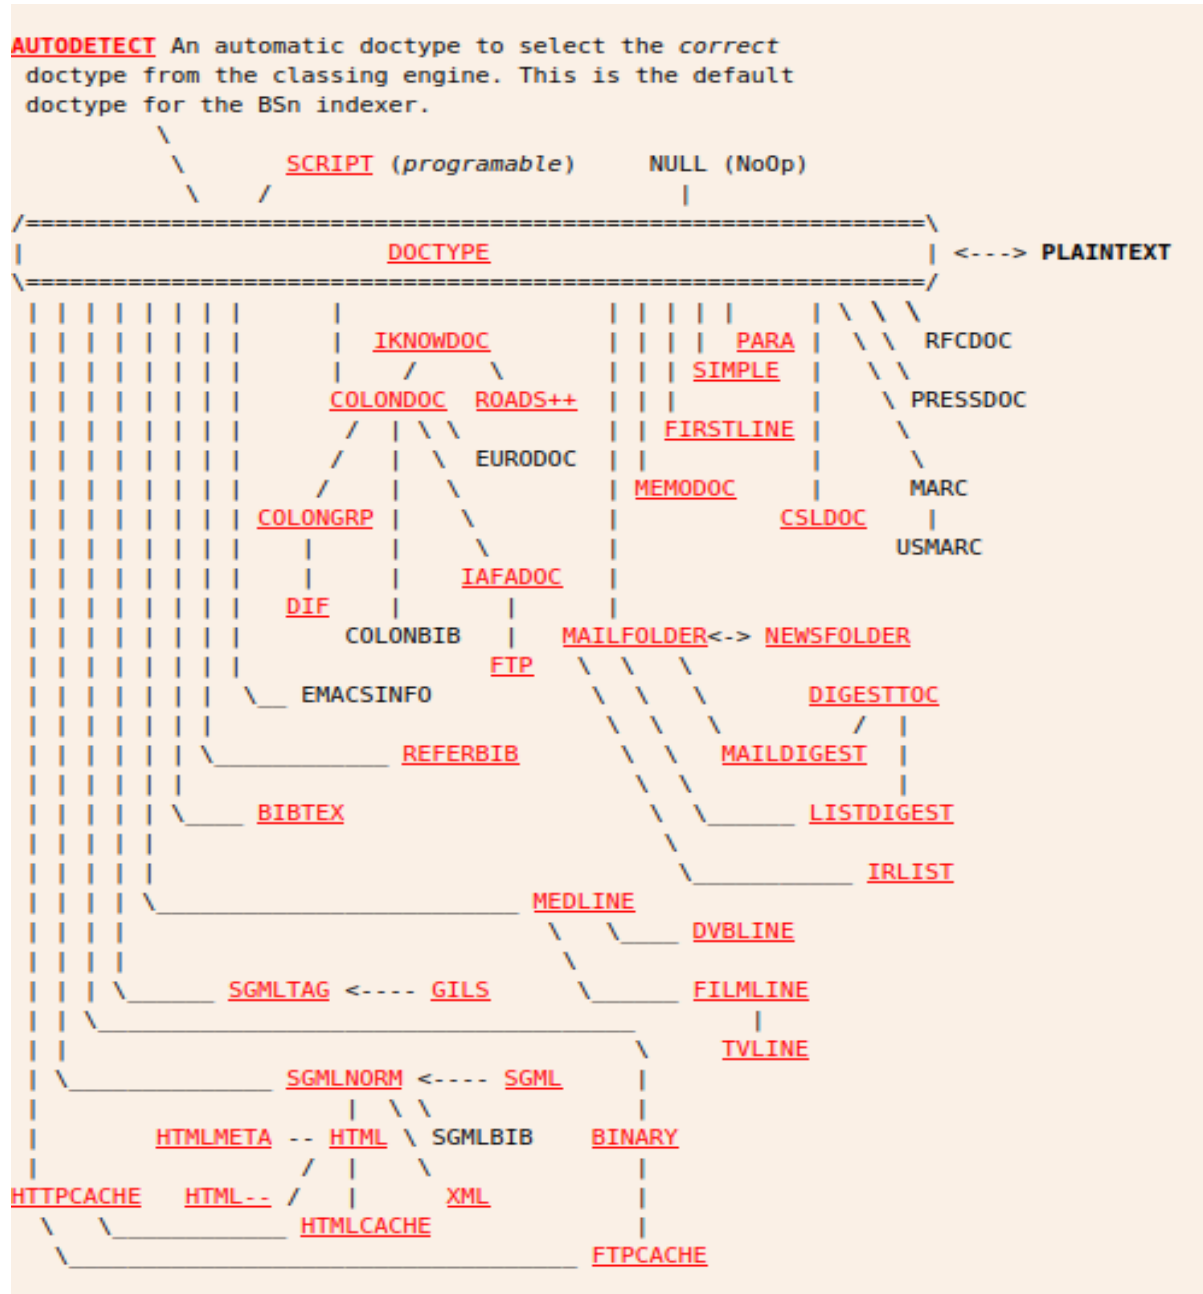 AUTODETECT An automatic doctype to select the correct
doctype from the classing engine. This is the default
doctype for the BSn indexer.
SCRIPT (programable) NULL (NoOp)
DOCTYPE <---> PLAINTEXT
IKNOWDOC PARA RFCDOC
SIMPLE
COLONDOC ROADS++ PRESSDOC
FIRSTLINE
EURODOC
MEMODOC MARC
COLONGRP CSLDOC
USMARC
IAFADOC
DIF
COLONBIB MAILFOLDER<-> NEWSFOLDER
FTP
EMACSINFO DIGESTTOC
REFERBIB MAILDIGEST
BIBTEX LISTDIGEST
IRLIST
MEDLINE
DVBLINE
SGMLTAG <---- GILS FILMLINE
TVLINE
SGMLNORM <---- SGML
HTMLMETA -- HTML SGMLBIB BINARY
HTTPCACHE HTML-- XML
HTMLCACHE
FTPCACHE